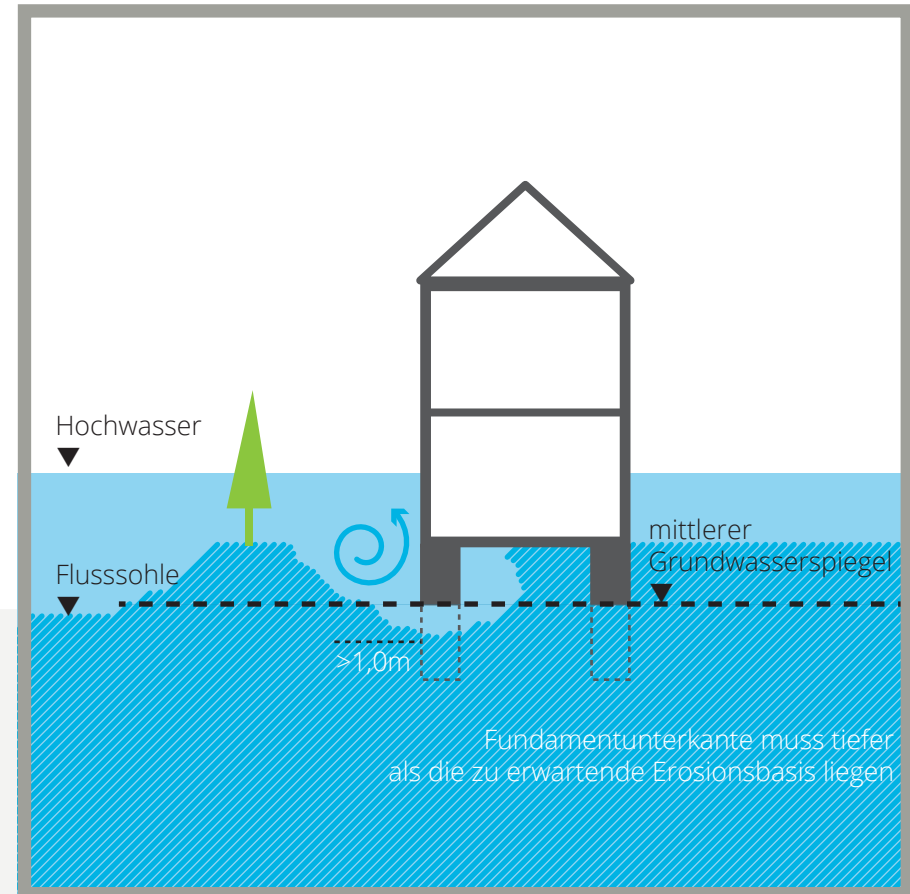 Hochwasser
mittlerer
Grundwasserspiegel
Flusssohle
>1,0m
Fundamentunterkante muss tiefer
als die zu erwartende Erosionsbasis liegen